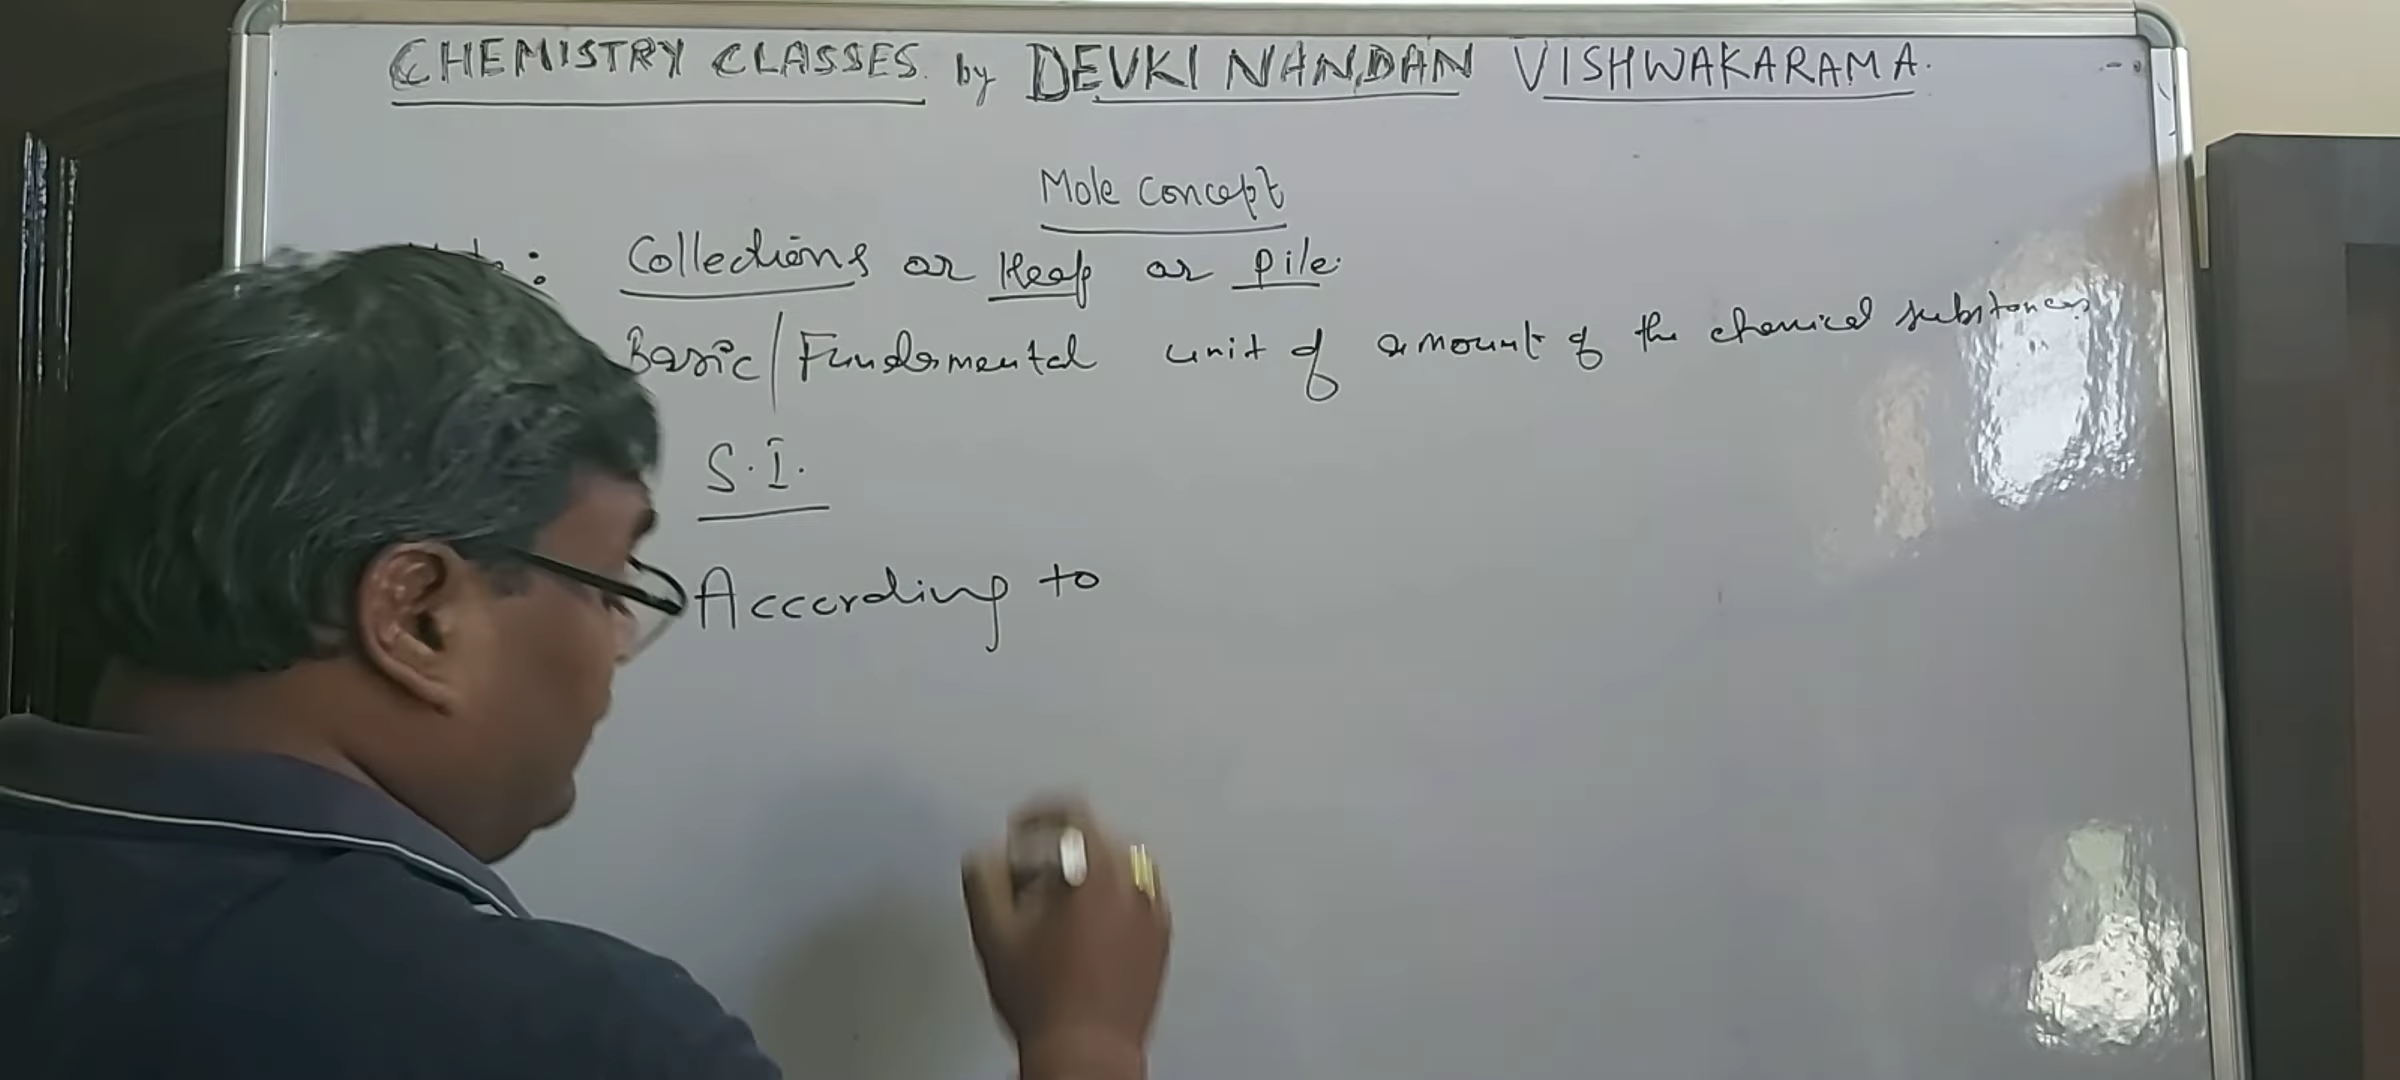 CHEMISTRY CLASSES by DEVKI NANDAN VISHWAKARAMA.
Mole Concept
: Collections or Heap or Pile.
Basic/Fundamental unit of amount of the chemical substances
S.I.
According to